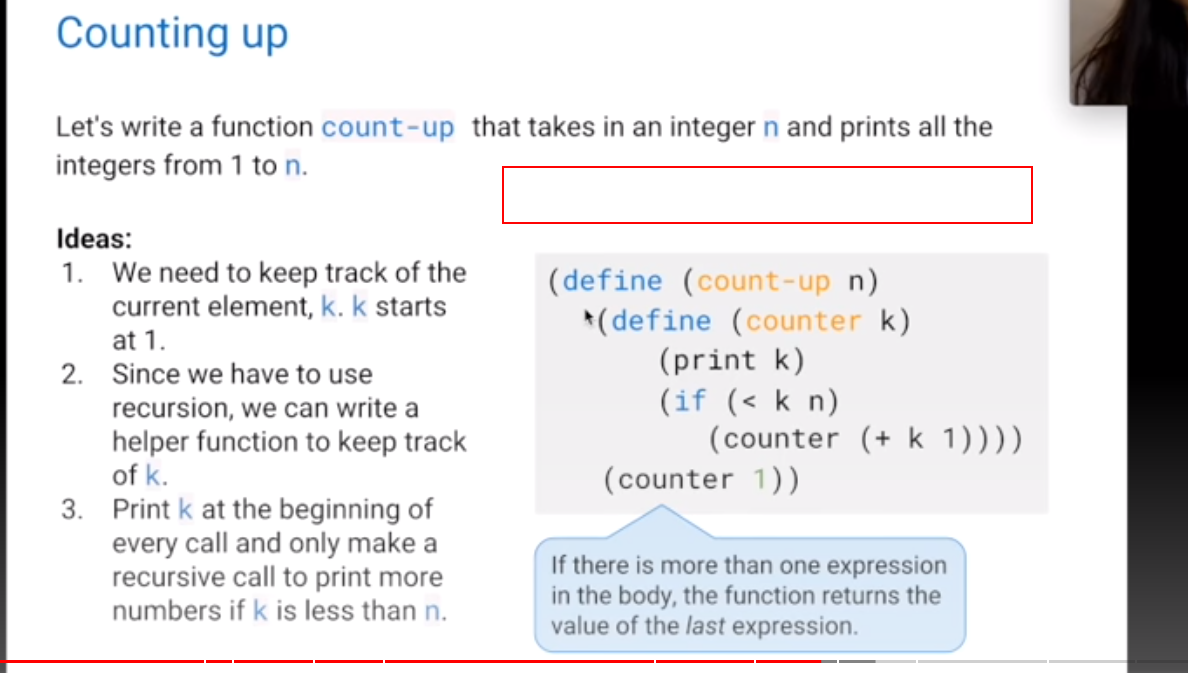 Counting up
Let's write a function count-up that takes in an integer n and prints all the
integers from 1 to n.
Ideas:
1. We need to keep track of the
current element, k. k starts
at 1.
2. Since we have to use
recursion, we can write a
helper function to keep track
of k.
3. Print k at the beginning of
every call and only make a
recursive call to print more
numbers if k is less than n.
(define (count-up n)
(define (counter k)
(print k)
(if (< k n)
(counter (+ k 1))))
(counter 1))
If there is more than one expression
in the body, the function returns the
value of the last expression.